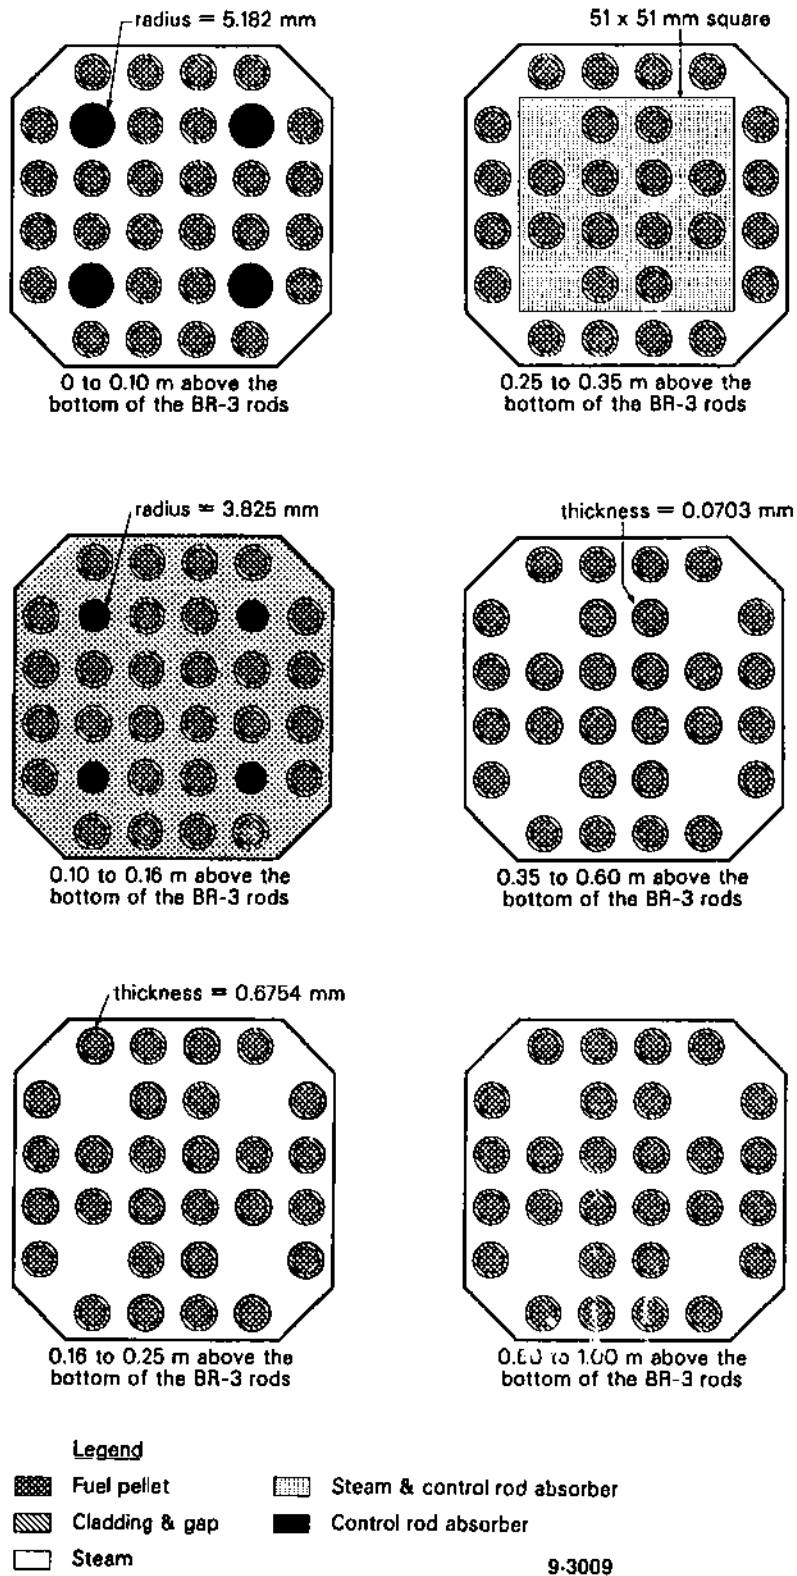 radius = 5.182 mm
51 x 51 mm square
0 to 0.10 m above the
bottom of the BR-3 rods
0.25 to 0.35 m above the
bottom of the BR-3 rods
radius = 3.825 mm
thickness = 0.0703 mm
0.10 to 0.16 m above the
bottom of the BR-3 rods
0.35 to 0.60 m above the
bottom of the BR-3 rods
thickness = 0.6754 mm
0.16 to 0.25 m above the
bottom of the BR-3 rods
0.60 to 1.00 m above the
bottom of the BR-3 rods
Legend
Fuel pellet
Cladding & gap
Steam
Steam & control rod absorber
Control rod absorber
9-3009